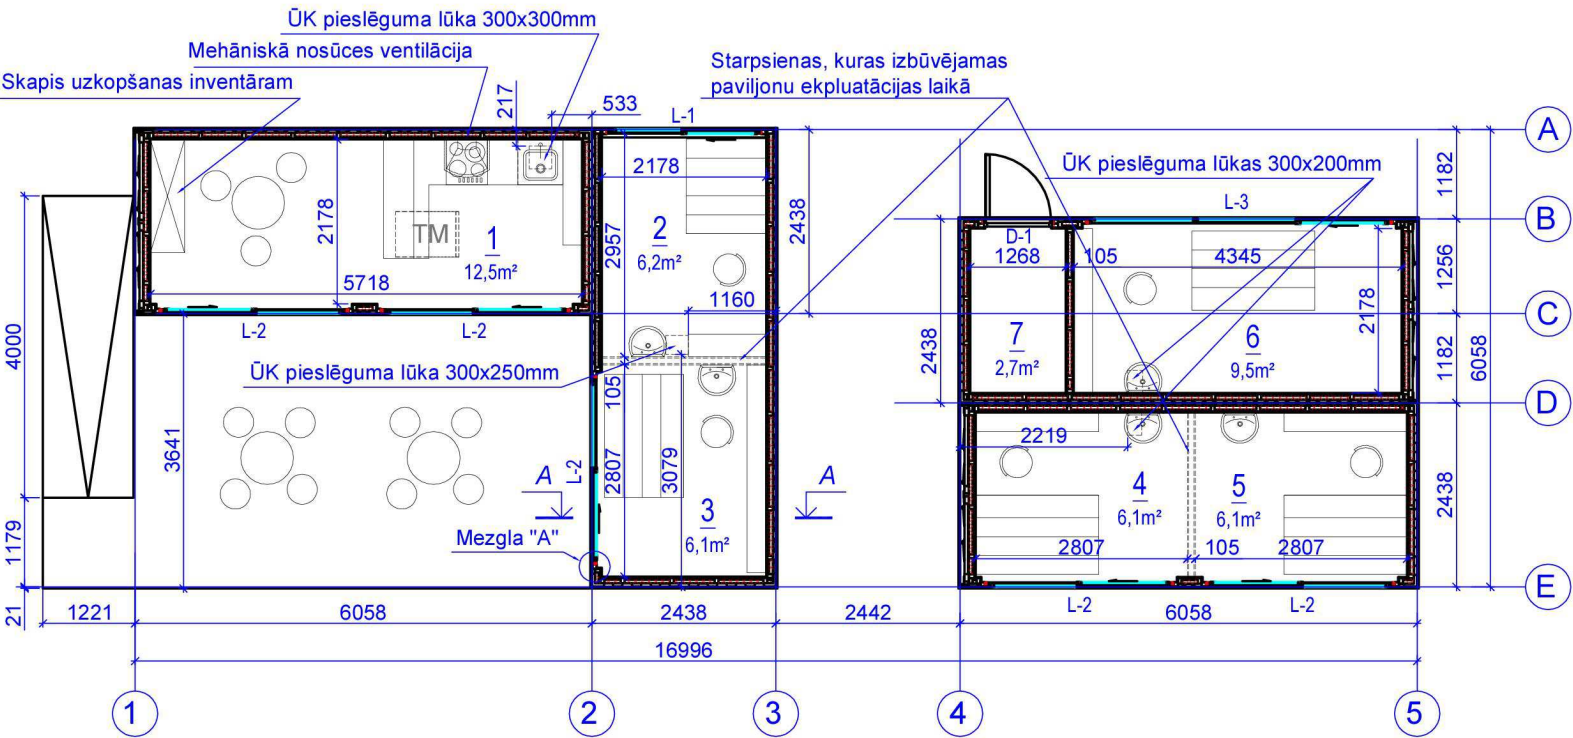 ŪK pieslēguma lūka 300x300mm
Mehāniskā nosūces ventilācija
Skapis uzkopšanas inventāram
Starpsienas, kuras izbūvējamas
paviljonu ekpluatācijas laikā
217
533
L-1
A
ŪK pieslēguma lūkas 300x200mm
1182
2178
L-3
B
2178
TM
1
12,5m²
2
6,2m²
2957
2438
D-1
1268
105
4345
1256
5718
1160
2178
C
L-2
L-2
4000
7
2,7m²
6
9,5m²
2438
1182
6058
ŪK pieslēguma lūka 300x250mm
105
D
3641
2219
2807
3079
L-2
A
A
4
6,1m²
5
6,1m²
2438
3
6,1m²
Mezgla "A"
1179
2807
105
2807
E
21
1221
6058
2438
2442
L-2
L-2
6058
16996
1
2
3
4
5